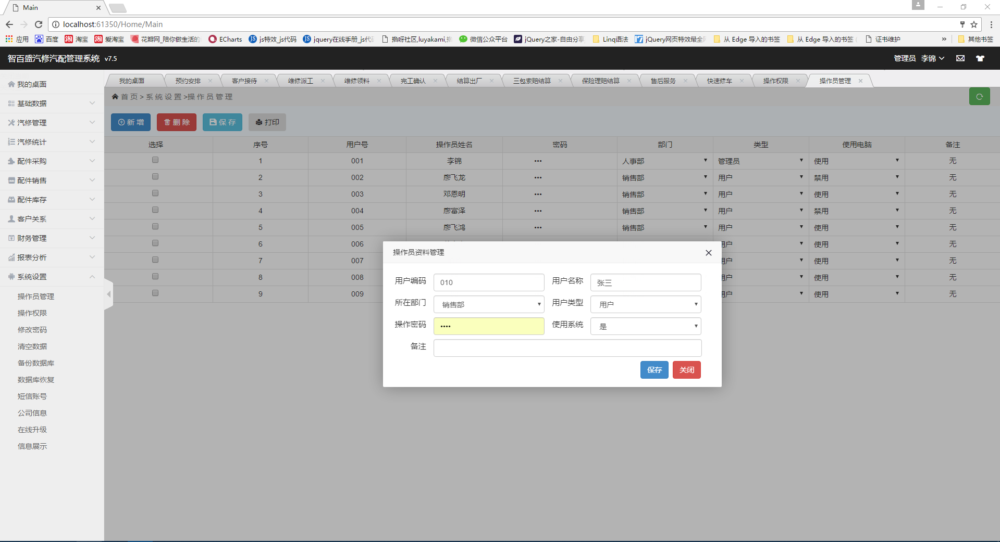 Main
localhost:61350/Home/Main
应用 百度 淘宝 爱淘宝 花瓣网_陪你做生活的 ECharts js特效_js代码 jquery在线手册_js代 撸呀社区,luyakami, 微信公众平台 jQuery之家-自由分享 Linq语法 jQuery网页特效最全 从 Edge 导入的书签 从 Edge 导入的书签 ( 证书维护 » 其他书签
智百盛汽修汽配管理系统 v7.5 管理员 李锦
我的桌面 预约安排 客户接待 维修派工 维修领料 完工确认 结算出厂 三包索赔结算 保险理赔结算 售后服务 快速修车 操作权限 操作员管理
首页 > 系统设置 >操作员管理
新增 删除 保存 打印
我的桌面
基础数据
汽修管理
汽修统计
配件采购
配件销售
配件库存
客户关系
财务管理
报表分析
系统设置
操作员管理
操作权限
修改密码
清空数据
备份数据库
数据库恢复
短信账号
公司信息
在线升级
信息展示
选择 序号 用户号 操作员姓名 密码 部门 类型 使用电脑 备注
1 001 李锦 ••• 人事部 管理员 使用 无
2 002 廖飞龙 ••• 销售部 用户 禁用 无
3 003 邓恩明 ••• 销售部 用户 使用 无
4 004 廖富泽 ••• 销售部 用户 禁用 无
5 005 廖飞鸿 ••• 销售部 用户 使用 无
6 006 用户 使用 无
7 007 用户 使用 无
8 008 用户 使用 无
9 009 用户 使用 无
操作员资料管理
用户编码 010 用户名称 张三
所在部门 销售部 用户类型 用户
操作密码 •••• 使用系统 是
备注
保存 关闭